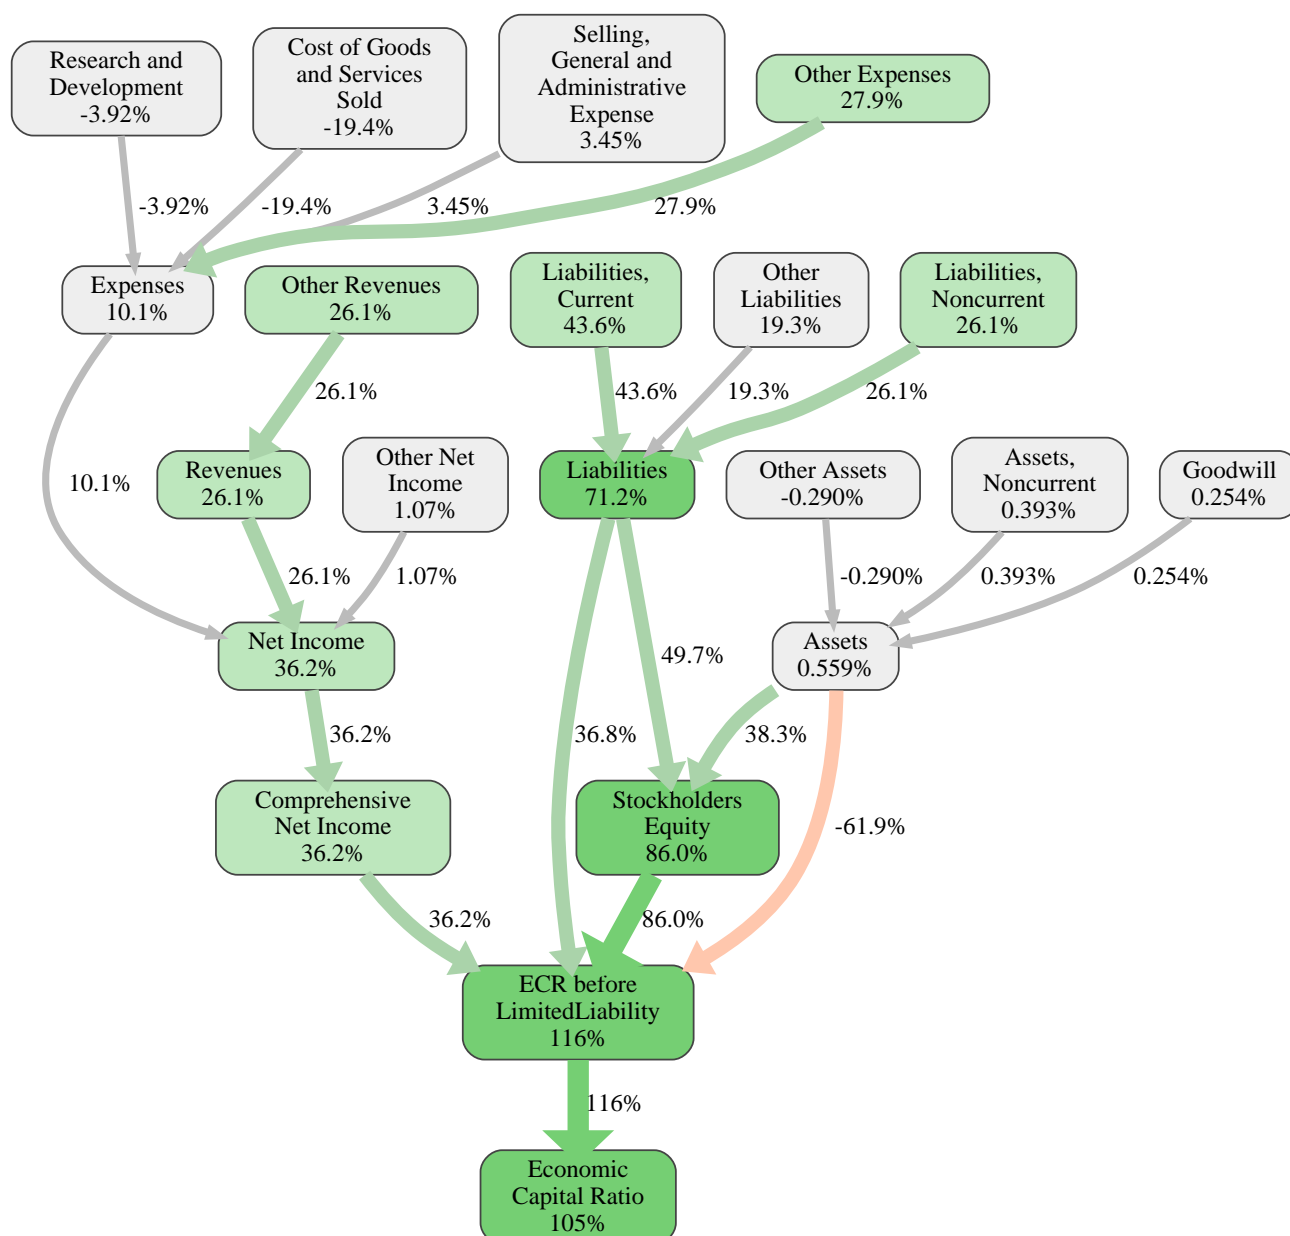 Research and
Development
-3.92%
Cost of Goods
and Services
Sold
-19.4%
Selling,
General and
Administrative
Expense
3.45%
Other Expenses
27.9%
-3.92%
-19.4%
3.45%
27.9%
Expenses
10.1%
Other Revenues
26.1%
Liabilities,
Current
43.6%
Other
Liabilities
19.3%
Liabilities,
Noncurrent
26.1%
26.1%
43.6%
19.3%
26.1%
10.1%
Revenues
26.1%
Other Net
Income
1.07%
Liabilities
71.2%
Other Assets
-0.290%
Assets,
Noncurrent
0.393%
Goodwill
0.254%
26.1%
1.07%
-0.290%
0.393%
0.254%
Net Income
36.2%
49.7%
Assets
0.559%
36.2%
36.8%
38.3%
Comprehensive
Net Income
36.2%
Stockholders
Equity
86.0%
-61.9%
36.2%
86.0%
ECR before
LimitedLiability
116%
116%
Economic
Capital Ratio
105%